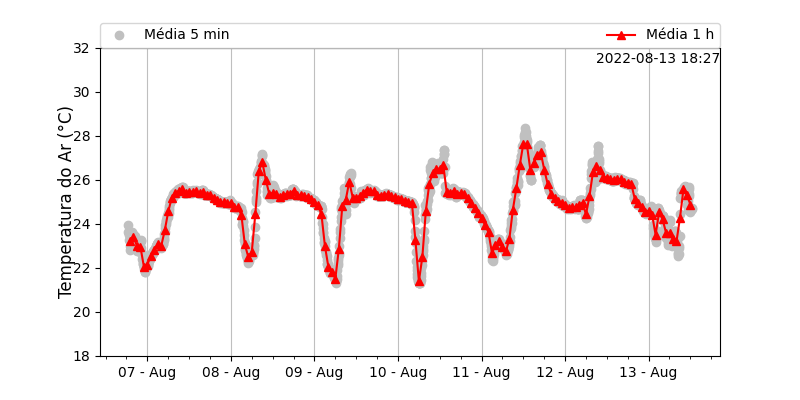 Média 5 min
Média 1 h
2022-08-13 18:27
Temperatura do Ar (°C)
32
30
28
26
24
22
20
18
07 - Aug
08 - Aug
09 - Aug
10 - Aug
11 - Aug
12 - Aug
13 - Aug